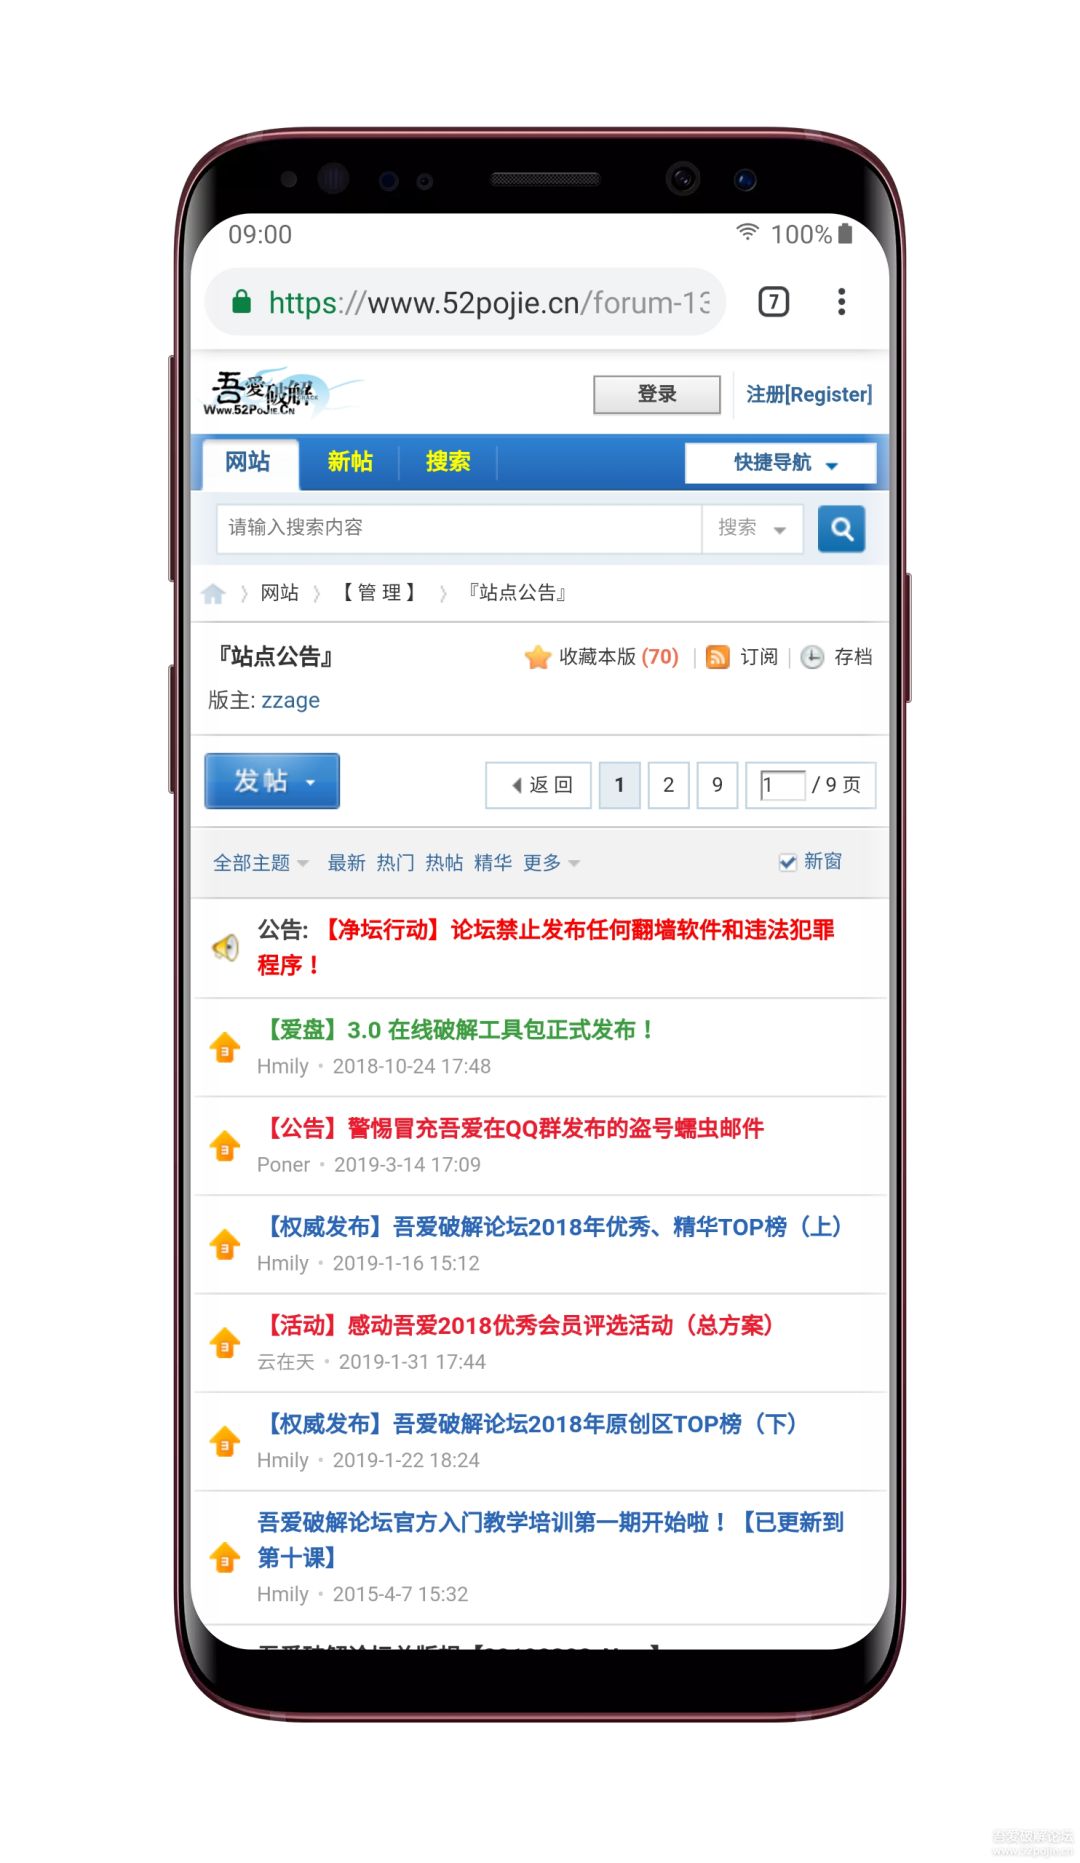 09:00
100%
https://www.52pojie.cn/forum-13
7
吾愛破解
CRACK
Www.52PoJie.Cn
登录
注册[Register]
网站 新帖 搜索 快捷导航
请输入搜索内容 搜索
网站 〉 【 管 理 】 〉 『站点公告』
『站点公告』 收藏本版 (70) | 订阅 | 存档
版主: zzage
发帖 返 回 1 2 9 1 / 9 页
全部主题 最新 热门 热帖 精华 更多 新窗
公告: 【净坛行动】论坛禁止发布任何翻墙软件和违法犯罪
程序！
【爱盘】3.0 在线破解工具包正式发布！
3
Hmily • 2018-10-24 17:48
【公告】警惕冒充吾爱在QQ群发布的盗号蠕虫邮件
3
Poner • 2019-3-14 17:09
【权威发布】吾爱破解论坛2018年优秀、精华TOP榜（上）
3
Hmily • 2019-1-16 15:12
【活动】感动吾爱2018优秀会员评选活动（总方案）
3
云在天 • 2019-1-31 17:44
【权威发布】吾爱破解论坛2018年原创区TOP榜（下）
3
Hmily • 2019-1-22 18:24
吾爱破解论坛官方入门教学培训第一期开始啦！【已更新到
第十课】
3
Hmily • 2015-4-7 15:32
吾爱破解论坛
www.52pojie.cn